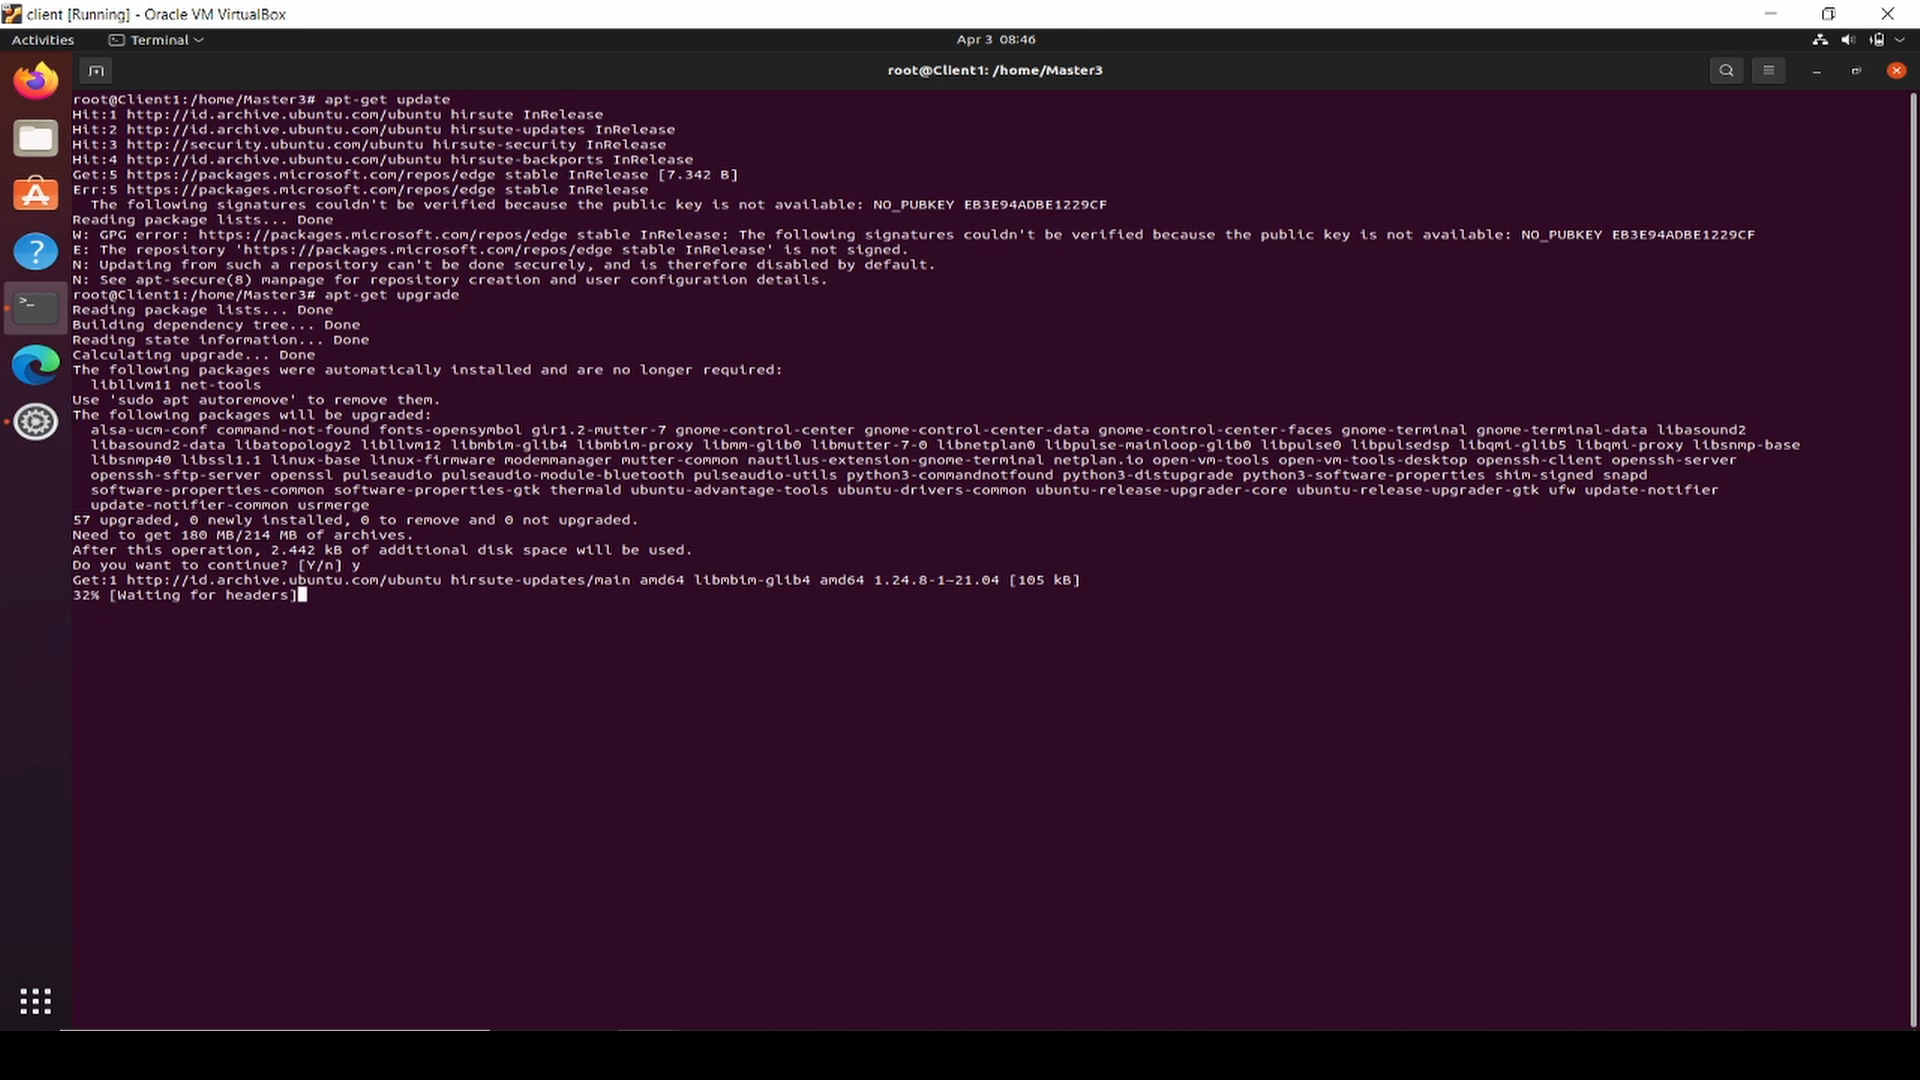 client [Running] - Oracle VM VirtualBox
Activities Terminal Apr 3 08:46
root@Client1: /home/Master3
root@Client1:/home/Master3# apt-get update
Hit:1 http://id.archive.ubuntu.com/ubuntu hirsute InRelease
Hit:2 http://id.archive.ubuntu.com/ubuntu hirsute-updates InRelease
Hit:3 http://security.ubuntu.com/ubuntu hirsute-security InRelease
Hit:4 http://id.archive.ubuntu.com/ubuntu hirsute-backports InRelease
Get:5 https://packages.microsoft.com/repos/edge stable InRelease [7.342 B]
Err:5 https://packages.microsoft.com/repos/edge stable InRelease
The following signatures couldn't be verified because the public key is not available: NO_PUBKEY EB3E94ADBE1229CF
Reading package lists... Done
W: GPG error: https://packages.microsoft.com/repos/edge stable InRelease: The following signatures couldn't be verified because the public key is not available: NO_PUBKEY EB3E94ADBE1229CF
E: The repository 'https://packages.microsoft.com/repos/edge stable InRelease' is not signed.
N: Updating from such a repository can't be done securely, and is therefore disabled by default.
N: See apt-secure(8) manpage for repository creation and user configuration details.
root@Client1:/home/Master3# apt-get upgrade
Reading package lists... Done
Building dependency tree... Done
Reading state information... Done
Calculating upgrade... Done
The following packages were automatically installed and are no longer required:
libllvm11 net-tools
Use 'sudo apt autoremove' to remove them.
The following packages will be upgraded:
alsa-ucm-conf command-not-found fonts-opensymbol gir1.2-mutter-7 gnome-control-center gnome-control-center-data gnome-control-center-faces gnome-terminal gnome-terminal-data libasound2
libasound2-data libatopology2 libllvm12 libmbim-glib4 libmbim-proxy libmm-glib0 libmutter-7-0 libnetplan0 libpulse-mainloop-glib0 libpulse0 libpulsedsp libqmi-glib5 libqmi-proxy libsnmp-base
libsnmp40 libssl1.1 linux-base linux-firmware modemmanager mutter-common nautilus-extension-gnome-terminal netplan.io open-vm-tools open-vm-tools-desktop openssh-client openssh-server
openssh-sftp-server openssl pulseaudio pulseaudio-module-bluetooth pulseaudio-utils python3-commandnotfound python3-distupgrade python3-software-properties shim-signed snapd
software-properties-common software-properties-gtk thermald ubuntu-advantage-tools ubuntu-drivers-common ubuntu-release-upgrader-core ubuntu-release-upgrader-gtk ufw update-notifier
update-notifier-common usrmerge
57 upgraded, 0 newly installed, 0 to remove and 0 not upgraded.
Need to get 180 MB/214 MB of archives.
After this operation, 2.442 kB of additional disk space will be used.
Do you want to continue? [Y/n] y
Get:1 http://id.archive.ubuntu.com/ubuntu hirsute-updates/main amd64 libmbim-glib4 amd64 1.24.8-1~21.04 [105 kB]
32% [Waiting for headers]